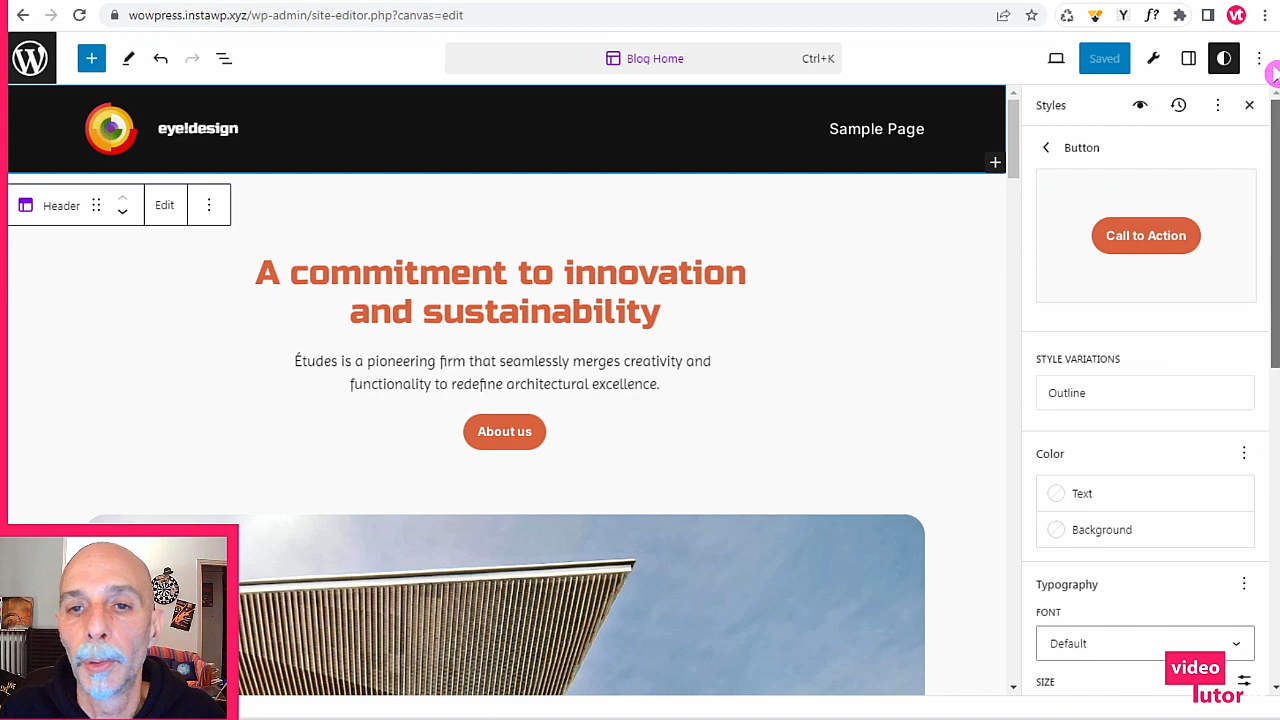 wowpress.instawp.xyz/wp-admin/site-editor.php?canvas=edit
Blog Home
Ctrl+K
Saved
eye!design
Sample Page
Header
Edit
A commitment to innovation
and sustainability
Études is a pioneering firm that seamlessly merges creativity and
functionality to redefine architectural excellence.
About us
Styles
Button
Call to Action
STYLE VARIATIONS
Outline
Color
Text
Background
Typography
FONT
Default
SIZE
video
Tutor